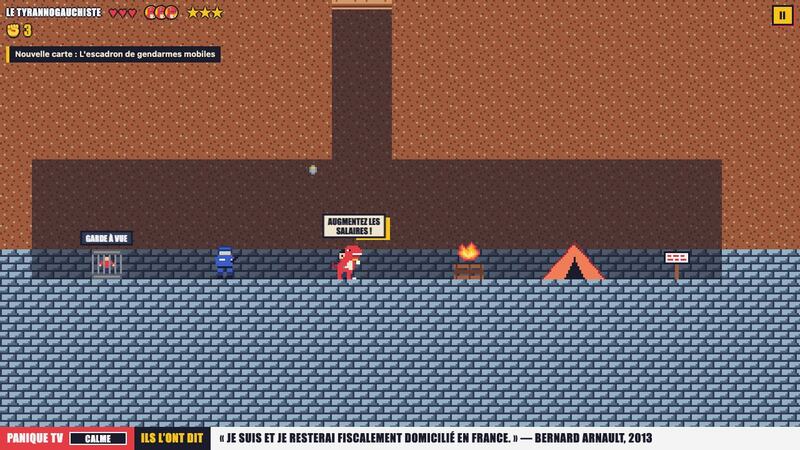 LE TYRANNOGAUCHISTE
3
Nouvelle carte : L'escadron de gendarmes mobiles
AUGMENTEZ LES
SALAIRES !
GARDE À VUE
PANIQUE TV
CALME
ILS L'ONT DIT
« JE SUIS ET JE RESTERAI FISCALEMENT DOMICILIÉ EN FRANCE. » — BERNARD ARNAULT, 2013